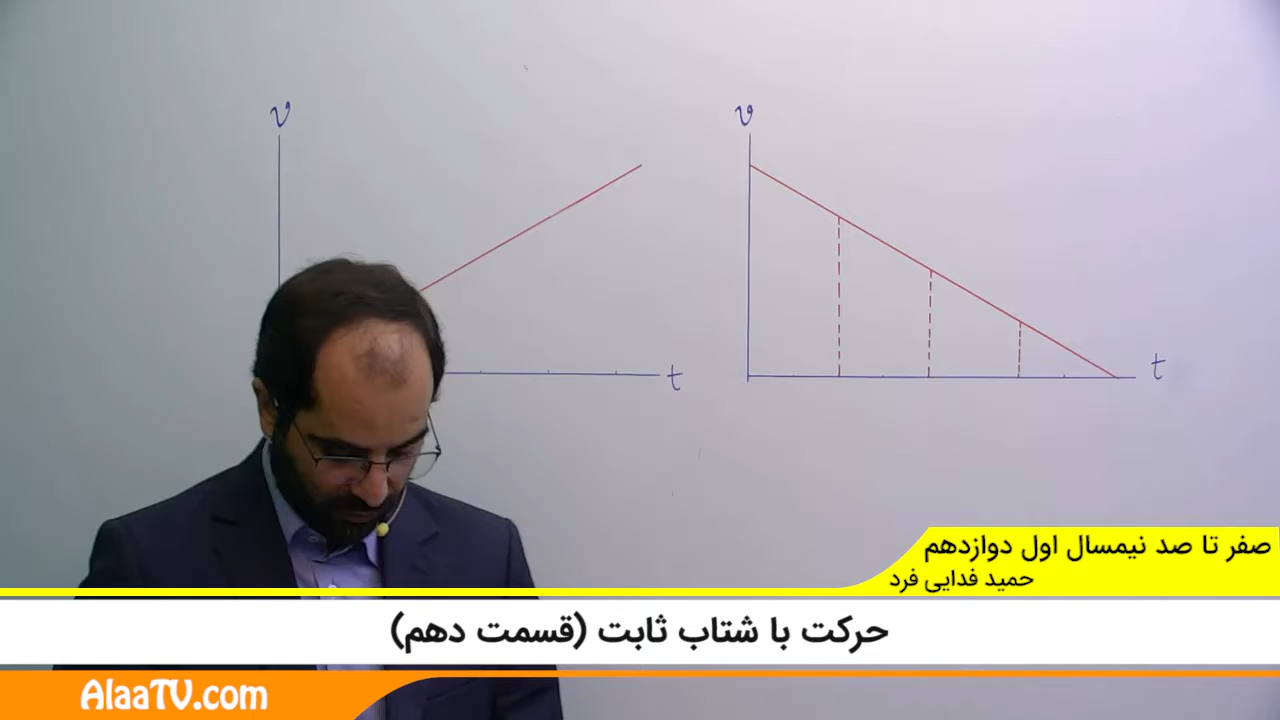 v
v
t
t
صفر تا صد نیمسال اول دوازدهم
حمید فدایی فرد
حرکت با شتاب ثابت (قسمت دهم)
AlaaTV.com